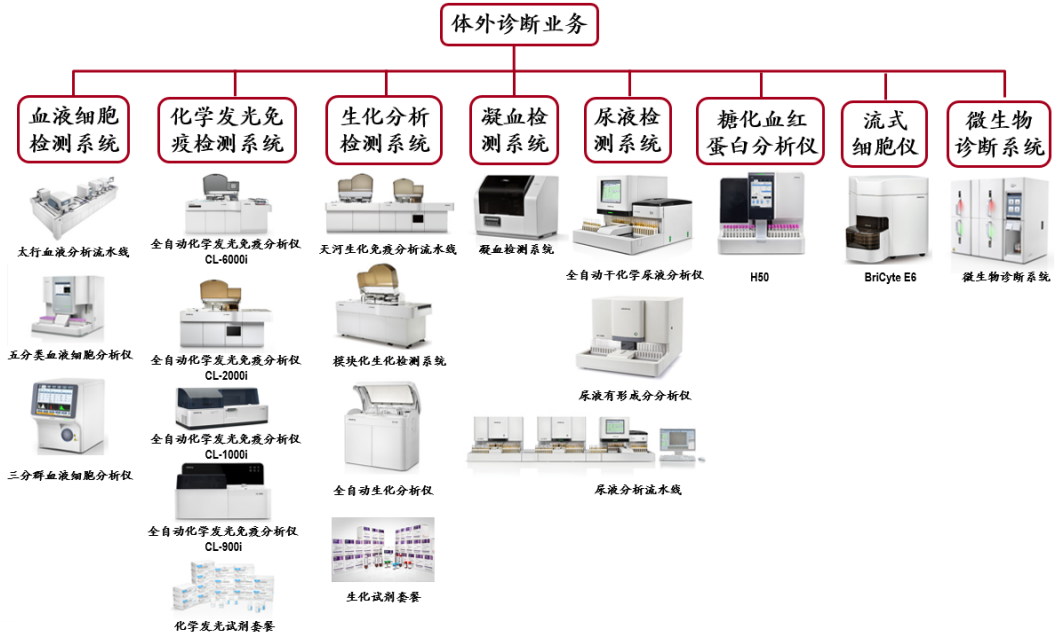 体外诊断业务
血液细胞
检测系统
化学发光免
疫检测系统
生化分析
检测系统
凝血检
测系统
尿液检
测系统
糖化血红
蛋白分析仪
流式
细胞仪
微生物
诊断系统
太行血液分析流水线
五分类血液细胞分析仪
三分群血液细胞分析仪
全自动化学发光免疫分析仪
CL-6000i
全自动化学发光免疫分析仪
CL-2000i
全自动化学发光免疫分析仪
CL-1000i
全自动化学发光免疫分析仪
CL-900i
化学发光试剂套餐
天河生化免疫分析流水线
模块化生化检测系统
全自动生化分析仪
生化试剂套餐
凝血检测系统
全自动干化学尿液分析仪
尿液有形成分分析仪
尿液分析流水线
H50
BriCyte E6
微生物诊断系统